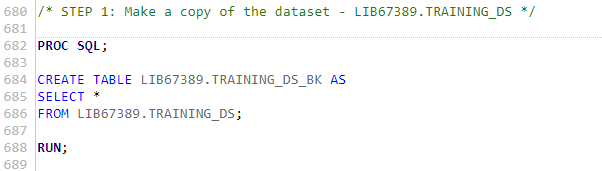 680 /* STEP 1: Make a copy of the dataset - LIB67389.TRAINING_DS */
681
682 PROC SQL;
683
684 CREATE TABLE LIB67389.TRAINING_DS_BK AS
685 SELECT *
686 FROM LIB67389.TRAINING_DS;
687
688 RUN;
689